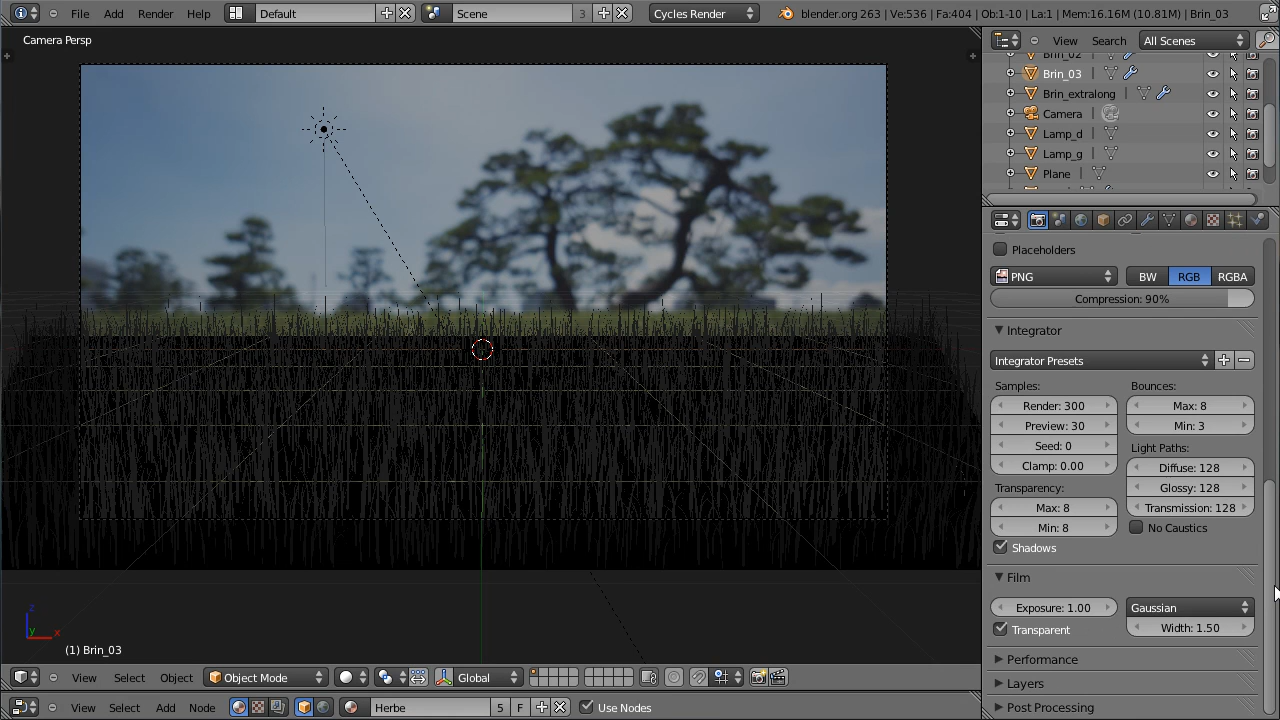 File Add Render Help Default Scene 3 Cycles Render blender.org 263 | Ve:536 | Fa:404 | Ob:1-10 | La:1 | Mem:16.16M (10.81M) | Brin_03
Camera Persp
View Search All Scenes
Brin_02
Brin_03
Brin_extralong
Camera
Lamp_d
Lamp_g
Plane
Placeholders
PNG BW RGB RGBA
Compression: 90%
Integrator
Integrator Presets
Samples: Bounces:
Render: 300 Max: 8
Preview: 30 Min: 3
Seed: 0 Light Paths:
Clamp: 0.00 Diffuse: 128
Transparency: Glossy: 128
Max: 8 Transmission: 128
Min: 8 No Caustics
Shadows
Film
Exposure: 1.00 Gaussian
Transparent Width: 1.50
Performance
Layers
Post Processing
z
y x
(1) Brin_03
View Select Object Object Mode Global
View Select Add Node Herbe 5 F Use Nodes